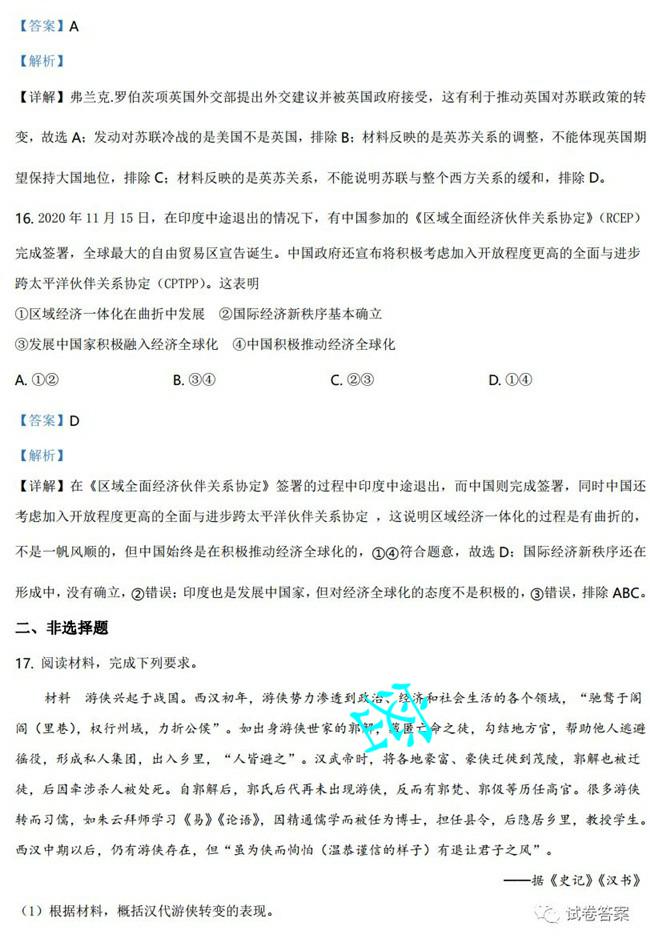 【答案】A
【解析】
【详解】弗兰克.罗伯茨项英国外交部提出外交建议并被英国政府接受，这有利于推动英国对苏联政策的转
变，故选 A；发动对苏联冷战的是美国不是英国，排除 B；材料反映的是英苏关系的调整，不能体现英国期
望保持大国地位，排除 C；材料反映的是英苏关系，不能说明苏联与整个西方关系的缓和，排除 D。
16. 2020 年 11 月 15 日，在印度中途退出的情况下，有中国参加的《区域全面经济伙伴关系协定》（RCEP）
完成签署，全球最大的自由贸易区宣告诞生。中国政府还宣布将积极考虑加入开放程度更高的全面与进步
跨太平洋伙伴关系协定（CPTPP）。这表明
①区域经济一体化在曲折中发展 ②国际经济新秩序基本确立
③发展中国家积极融入经济全球化 ④中国积极推动经济全球化
A. ①② B. ③④ C. ②③ D. ①④
【答案】D
【解析】
【详解】在《区域全面经济伙伴关系协定》签署的过程中印度中途退出，而中国则完成签署，同时中国还
考虑加入开放程度更高的全面与进步跨太平洋伙伴关系协定 ，这说明区域经济一体化的过程是有曲折的，
不是一帆风顺的，但中国始终是在积极推动经济全球化的，①④符合题意，故选 D；国际经济新秩序还在
形成中，没有确立，②错误；印度也是发展中国家，但对经济全球化的态度不是积极的，③错误，排除 ABC。
二、非选择题
17. 阅读材料，完成下列要求。
材料 游侠兴起于战国。西汉初年，游侠势力渗透到政治、经济和社会生活的各个领域，“驰骛于闾
阎（里巷），权行州域，力折公侯”。如出身游侠世家的郭解，藏匿亡命之徒，勾结地方官，帮助他人逃避
徭役，形成私人集团，出入乡里，“人皆避之”。汉武帝时，将各地豪富、豪侠迁徙到茂陵，郭解也被迁
徙，后因牵涉杀人被处死。自郭解后，郭氏后代再未出现游侠，反而有郭梵、郭伋等历任高官。很多游侠
转而习儒，如朱云拜师学习《易》《论语》，因精通儒学而被任为博士，担任县令，后隐居乡里，教授学生。
西汉中期以后，仍有游侠存在，但“虽为侠而恂恂（温恭谨信的样子）有退让君子之风”。
——据《史记》《汉书》
（1）根据材料，概括汉代游侠转变的表现。
试卷答案